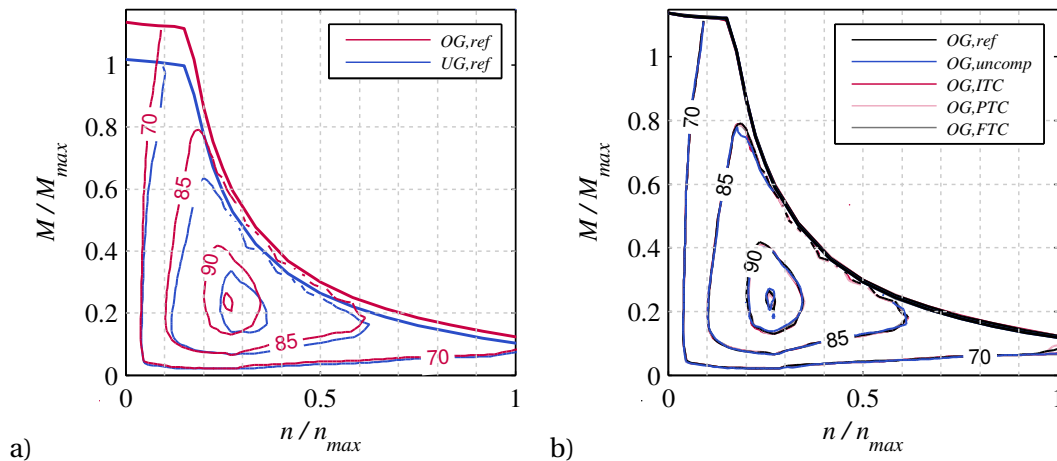 OG,ref
UG,ref
1
0.8
0.6
0.4
0.2
0
M / M_max
70
85
90
85
70
0
0.5
1
n / n_max
a)
OG,ref
OG,uncomp
OG,ITC
OG,PTC
OG,FTC
1
0.8
0.6
0.4
0.2
0
M / M_max
70
85
90
85
70
0
0.5
1
n / n_max
b)